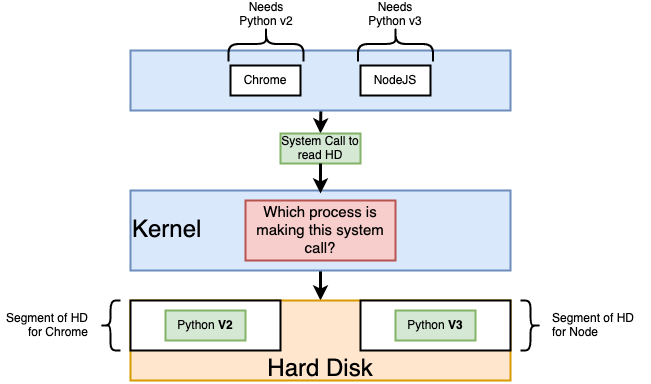 Needs
Python v2
Needs
Python v3
Chrome
NodeJS
System Call to
read HD
Kernel
Which process is
making this system
call?
Segment of HD
for Chrome
Python V2
Python V3
Segment of HD
for Node
Hard Disk